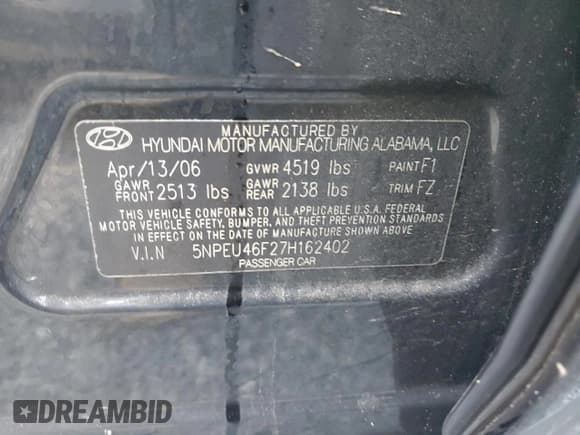 MANUFACTURED BY
HYUNDAI MOTOR MANUFACTURING ALABAMA, LLC
Apr/13/06 GVWR 4519 lbs PAINT F1
GAWR FRONT 2513 lbs GAWR REAR 2138 lbs TRIM FZ
THIS VEHICLE CONFORMS TO ALL APPLICABLE U.S.A. FEDERAL
MOTOR VEHICLE SAFETY, BUMPER, AND THEFT PREVENTION STANDARDS
IN EFFECT ON THE DATE OF MANUFACTURE SHOWN ABOVE.
V.I.N 5NPEU46F27H162402
PASSENGER CAR
DREAMBID